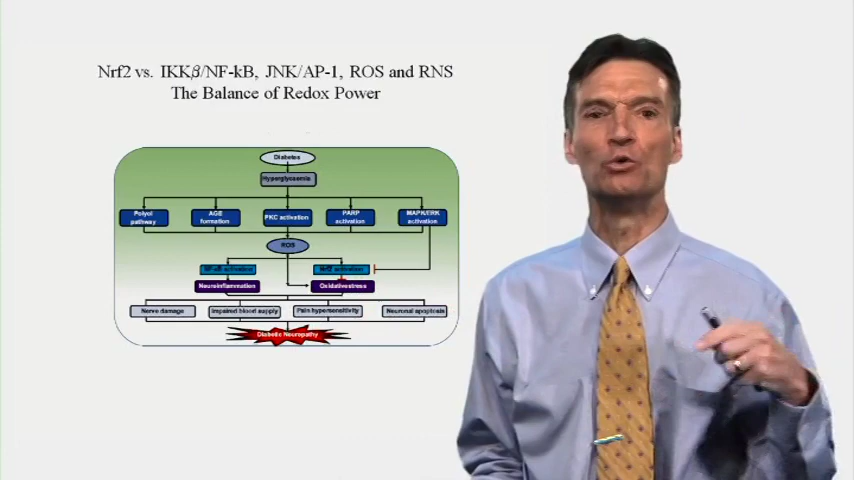 Nrf2 vs. IKKβ/NF-kB, JNK/AP-1, ROS and RNS
The Balance of Redox Power
Diabetes
Hyperglycaemia
Polyol
pathway
AGE
formation
PKC activation
PARP
activation
MAPK/ERK
activation
ROS
NF-κB activation
Nrf2 activation
Neuroinflammation
Oxidative stress
Nerve damage
Impaired blood supply
Pain hypersensitivity
Neuronal apoptosis
Diabetic Neuropathy